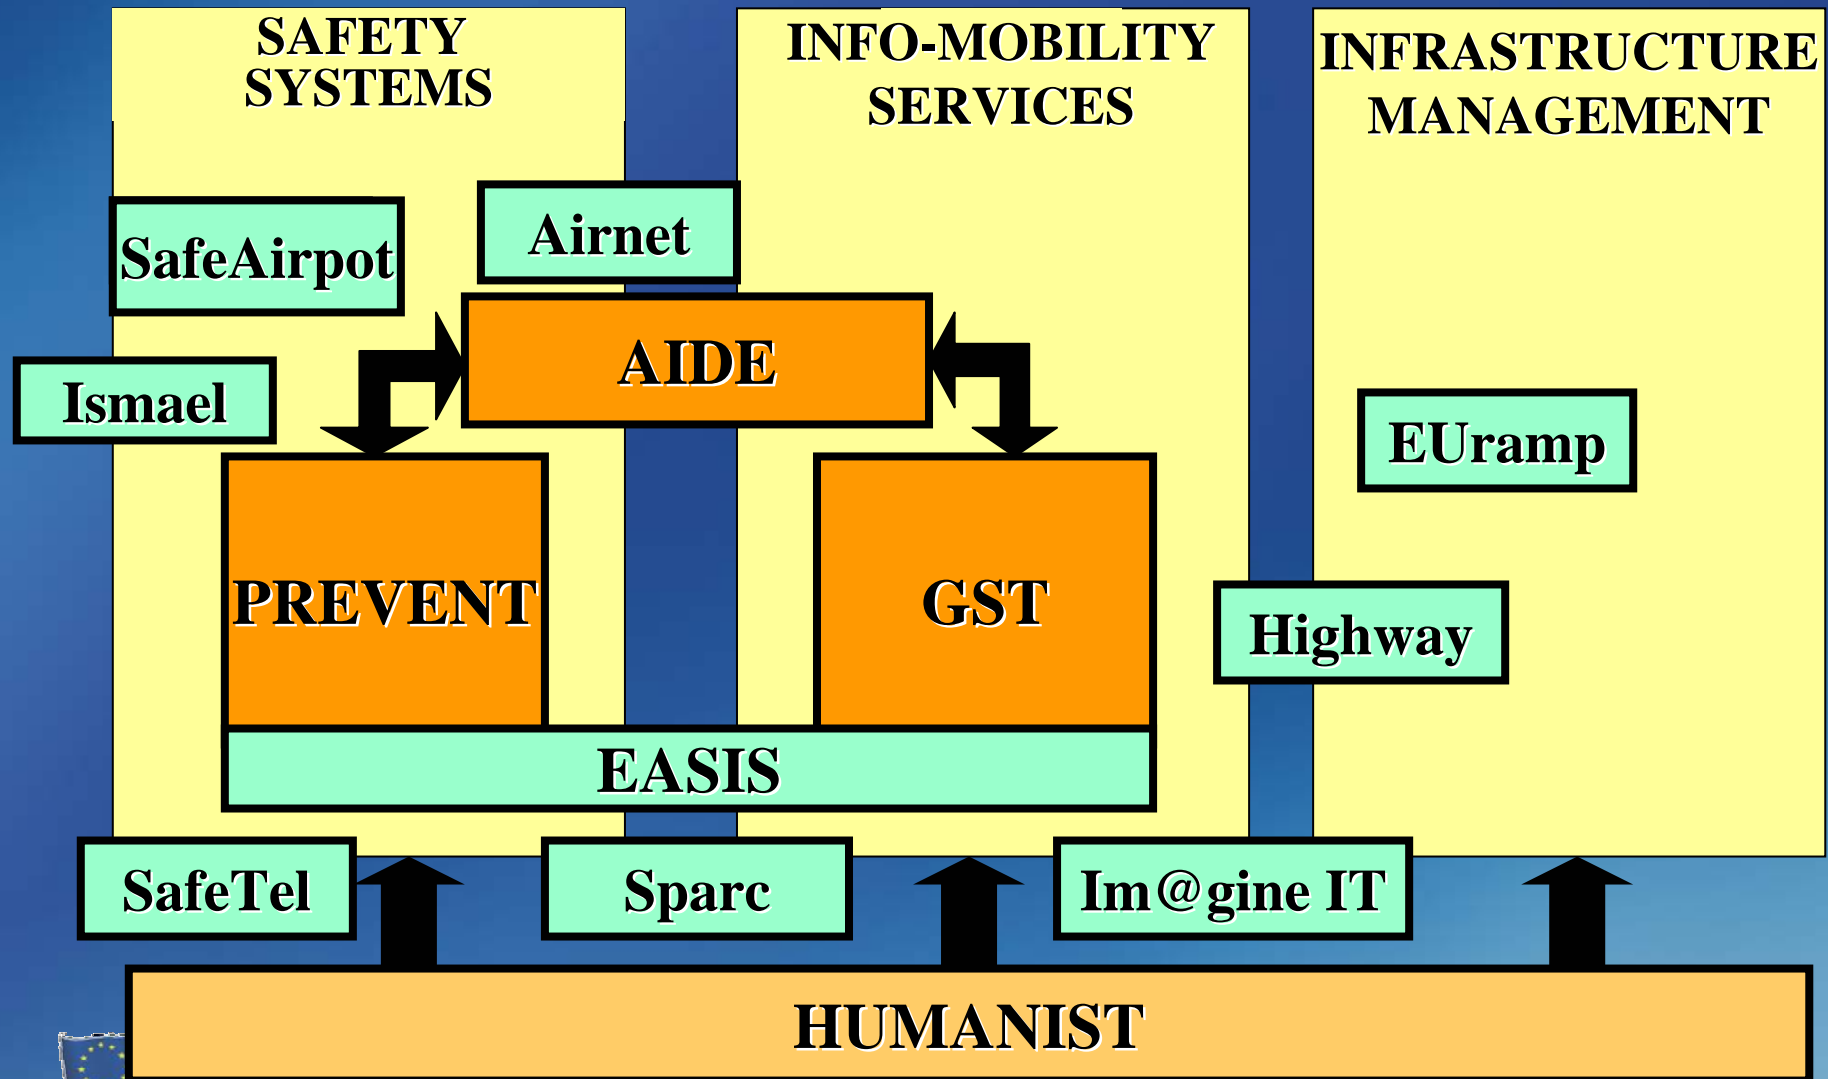 SAFETY
SYSTEMS
INFO-MOBILITY
SERVICES
INFRASTRUCTURE
MANAGEMENT
SafeAirpot
Airnet
AIDE
Ismael
EUramp
PREVENT
GST
Highway
EASIS
SafeTel
Sparc
Im@gine IT
HUMANIST